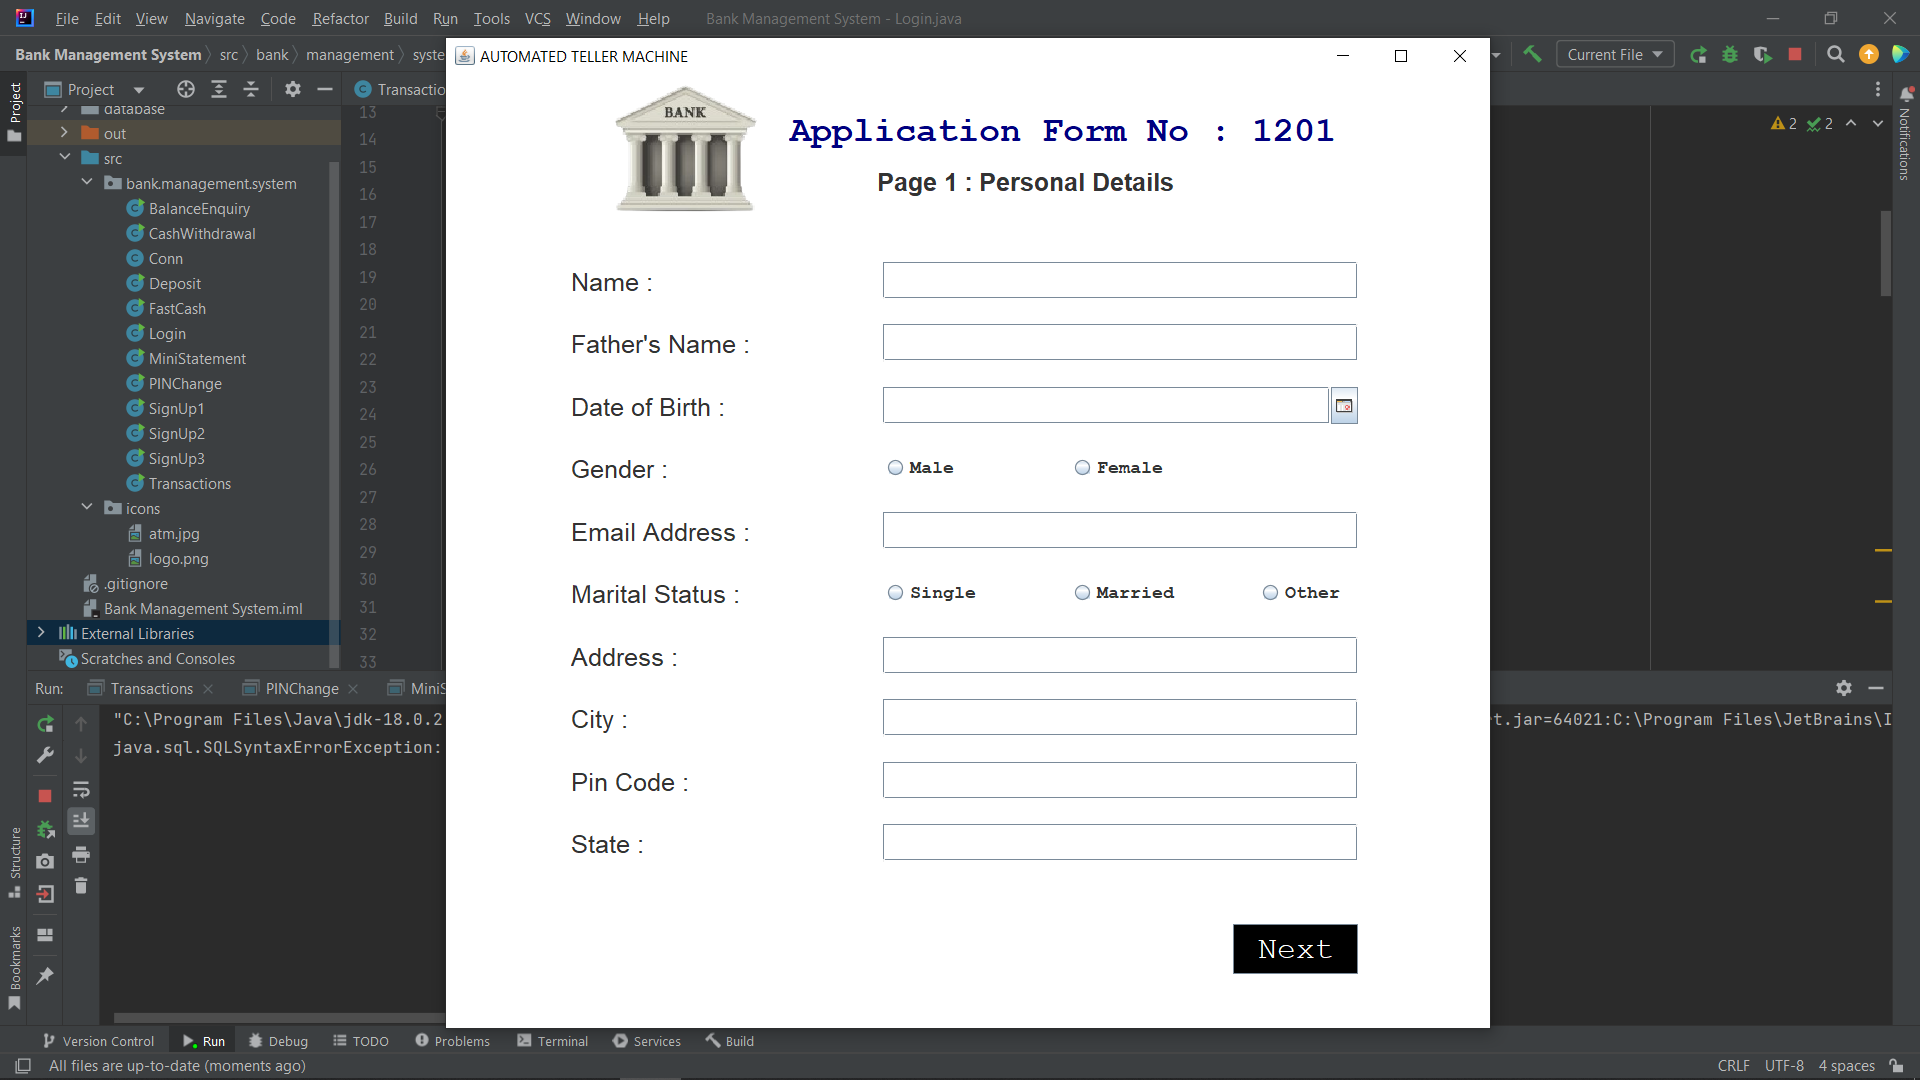 File Edit View Navigate Code Refactor Build Run Tools VCS Window Help Bank Management System - Login.java
Bank Management System src bank management syste
Current File
AUTOMATED TELLER MACHINE
Project
Transactio
Project
database
out
src
bank.management.system
BalanceEnquiry
CashWithdrawal
Conn
Deposit
FastCash
Login
MiniStatement
PINChange
SignUp1
SignUp2
SignUp3
Transactions
icons
atm.jpg
logo.png
.gitignore
Bank Management System.iml
External Libraries
Scratches and Consoles
13
14
15
16
17
18
19
20
21
22
23
24
25
26
27
28
29
30
31
32
33
2 2
Notifications
BANK
Application Form No : 1201
Page 1 : Personal Details
Name :
Father's Name :
Date of Birth :
Gender : Male Female
Email Address :
Marital Status : Single Married Other
Address :
City :
Pin Code :
State :
Next
Run: Transactions PINChange MiniS
"C:\Program Files\Java\jdk-18.0.2
t.jar=64021:C:\Program Files\JetBrains\I
java.sql.SQLSyntaxErrorException:
Structure
Bookmarks
Version Control Run Debug TODO Problems Terminal Services Build
All files are up-to-date (moments ago) CRLF UTF-8 4 spaces